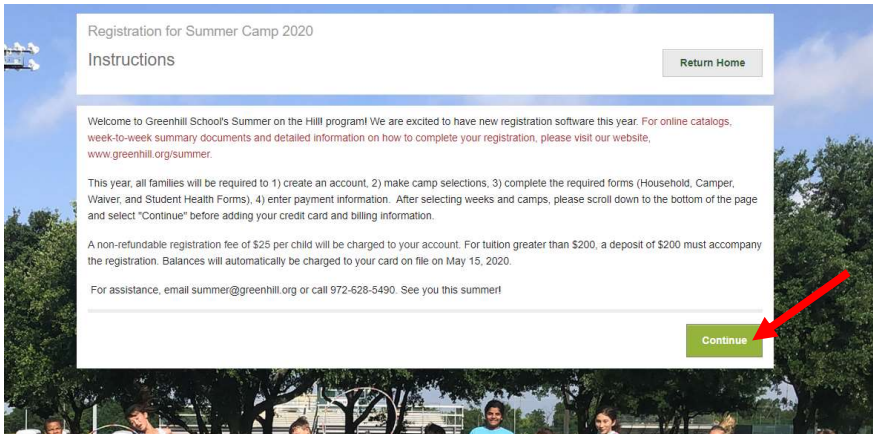 Registration for Summer Camp 2020
Instructions
Return Home
Welcome to Greenhill School's Summer on the Hill! program! We are excited to have new registration software this year. For online catalogs,
week-to-week summary documents and detailed information on how to complete your registration, please visit our website,
www.greenhill.org/summer.
This year, all families will be required to 1) create an account, 2) make camp selections, 3) complete the required forms (Household, Camper,
Waiver, and Student Health Forms), 4) enter payment information. After selecting weeks and camps, please scroll down to the bottom of the page
and select "Continue" before adding your credit card and billing information.
A non-refundable registration fee of $25 per child will be charged to your account. For tuition greater than $200, a deposit of $200 must accompany
the registration. Balances will automatically be charged to your card on file on May 15, 2020.
For assistance, email summer@greenhill.org or call 972-628-5490. See you this summer!
Continue